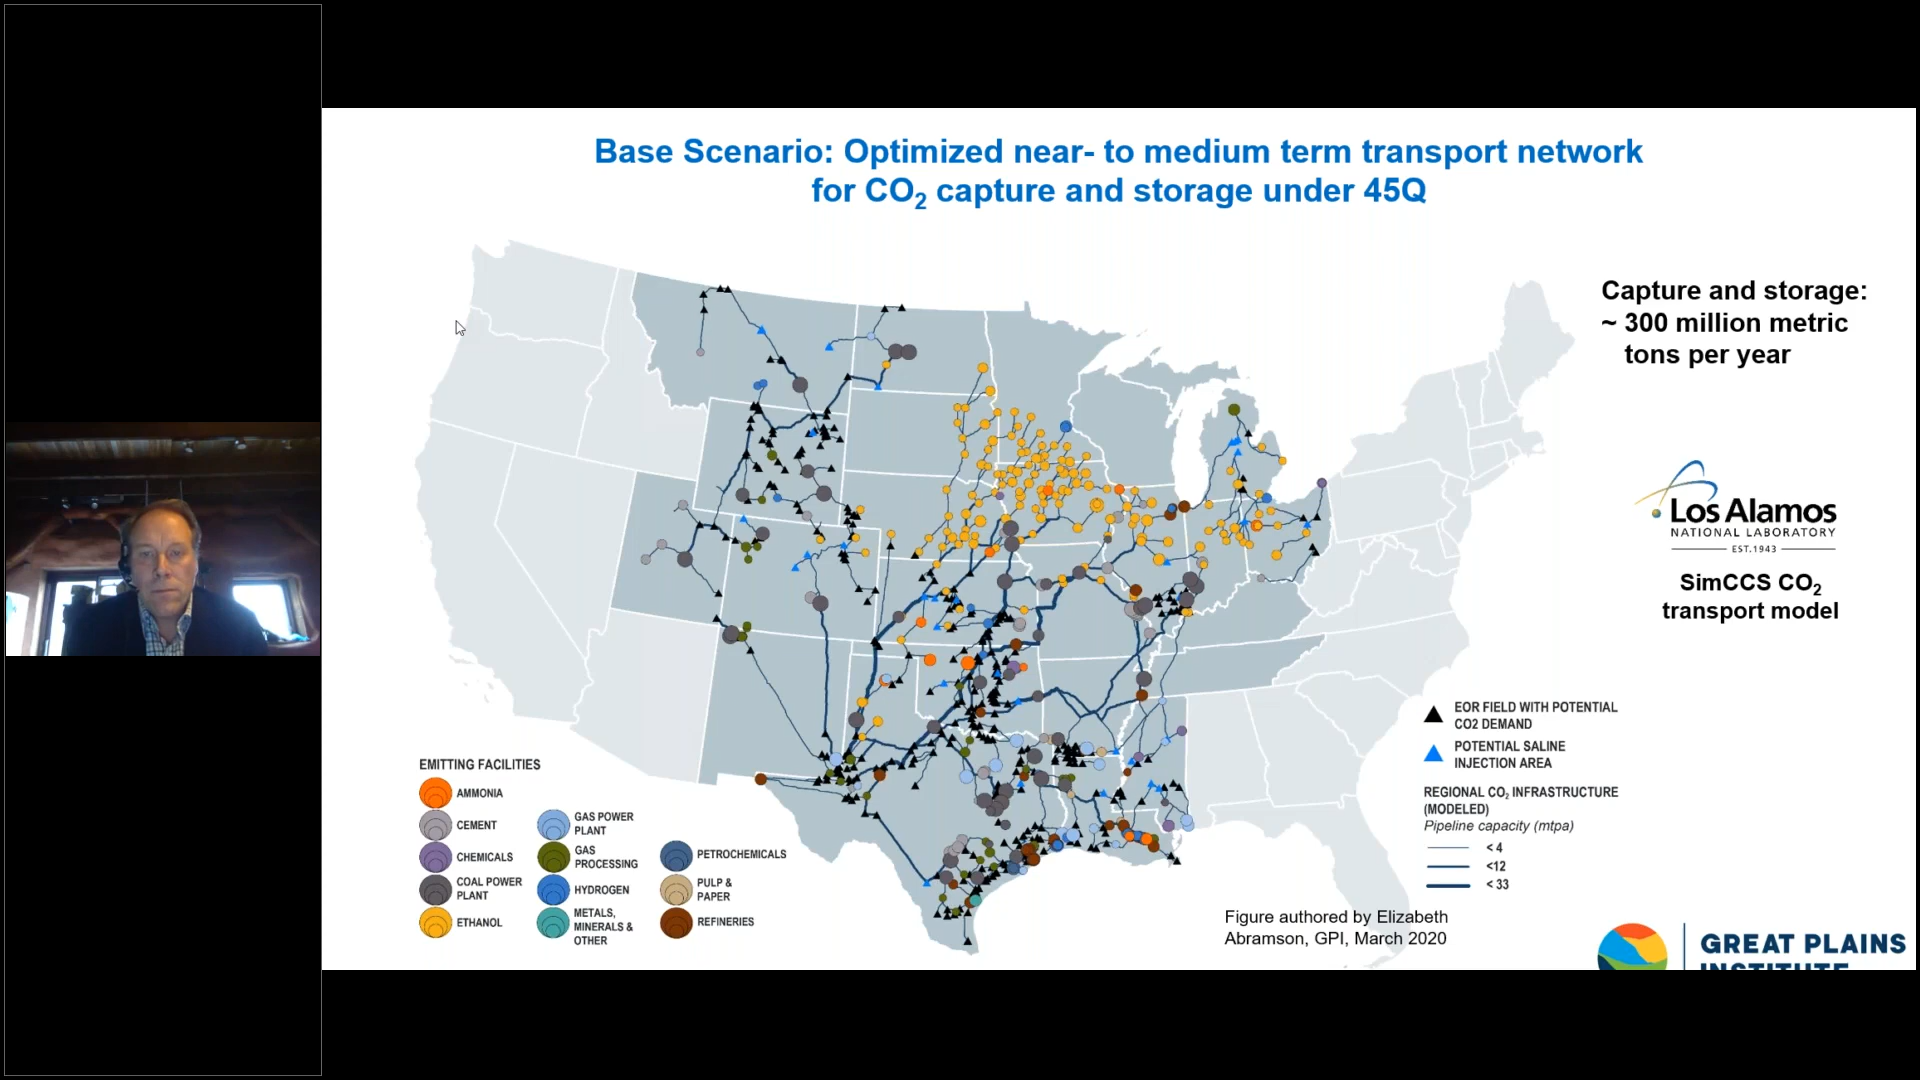 Base Scenario: Optimized near- to medium term transport network
for CO2 capture and storage under 45Q
Capture and storage:
~ 300 million metric
tons per year
Los Alamos
NATIONAL LABORATORY
EST.1943
SimCCS CO2
transport model
EOR FIELD WITH POTENTIAL
CO2 DEMAND
POTENTIAL SALINE
INJECTION AREA
REGIONAL CO2 INFRASTRUCTURE
(MODELED)
Pipeline capacity (mtpa)
< 4
<12
< 33
EMITTING FACILITIES
AMMONIA
CEMENT
CHEMICALS
COAL POWER
PLANT
ETHANOL
GAS POWER
PLANT
GAS
PROCESSING
HYDROGEN
METALS,
MINERALS &
OTHER
PETROCHEMICALS
PULP &
PAPER
REFINERIES
Figure authored by Elizabeth
Abramson, GPI, March 2020
GREAT PLAINS
INSTITUTE